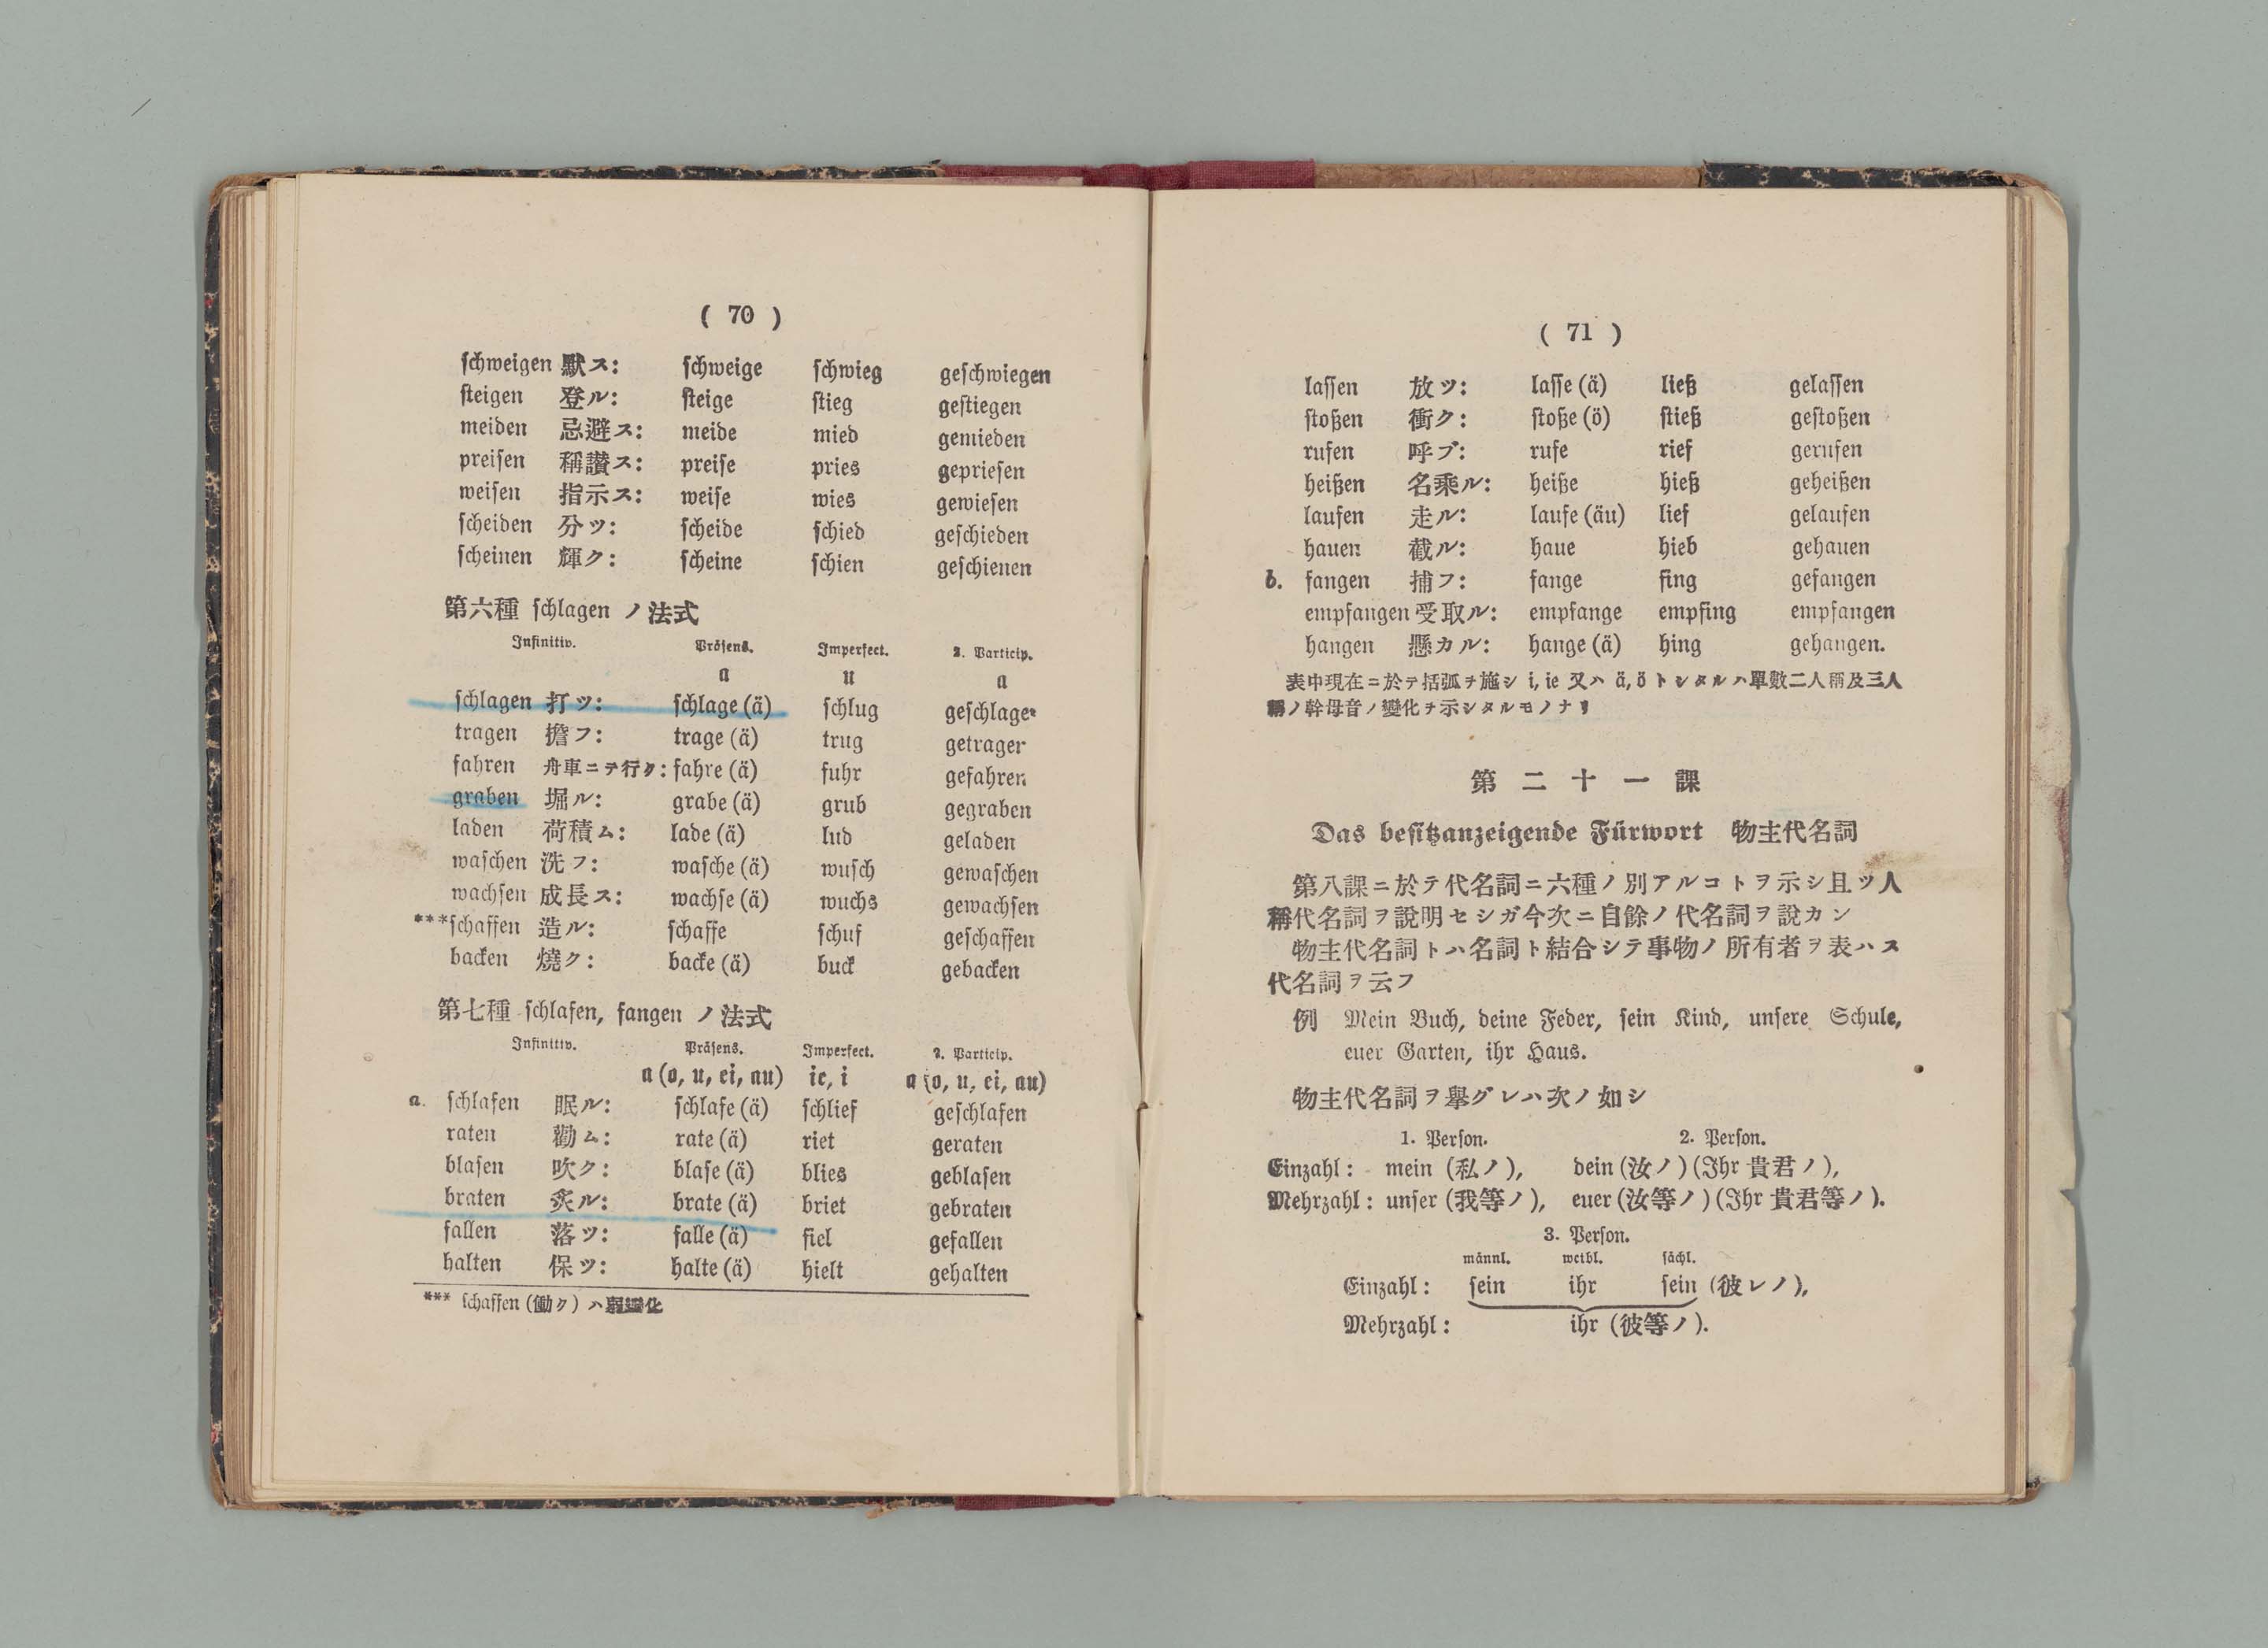 ( 70 )
schweigen 默ス: schweige schwieg geschwiegen
steigen 登ル: steige stieg gestiegen
meiden 忌避ス: meide mied gemieden
preisen 稱讃ス: preise pries gepriesen
weisen 指示ス: weise wies gewiesen
scheiden 分ツ: scheide schied geschieden
scheinen 輝ク: scheine schien geschienen
第六種 schlagen ノ法式
Infinitiv. Präsens. Imperfect. 2. Particip.
a u a
schlagen 打ツ: schlage (ä) schlug geschlagen
tragen 擔フ: trage (ä) trug getragen
fahren 舟車ニテ行ク: fahre (ä) fuhr gefahren
graben 堀ル: grabe (ä) grub gegraben
laden 荷積ム: lade (ä) lud geladen
waschen 洗フ: wasche (ä) wusch gewaschen
wachsen 成長ス: wachse (ä) wuchs gewachsen
***schaffen 造ル: schaffe schuf geschaffen
backen 燒ク: backe (ä) buck gebacken
第七種 schlafen, fangen ノ法式
Infinitiv. Präsens. Imperfect. 2. Particip.
a (o, u, ei, au) ie, i a (o, u, ei, au)
a. schlafen 眠ル: schlafe (ä) schlief geschlafen
raten 勸ム: rate (ä) riet geraten
blasen 吹ク: blase (ä) blies geblasen
braten 炙ル: brate (ä) briet gebraten
fallen 落ツ: falle (ä) fiel gefallen
halten 保ツ: halte (ä) hielt gehalten
*** schaffen (働ク) ハ弱變化
( 71 )
lassen 放ツ: lasse (ä) ließ gelassen
stoßen 衝ク: stoße (ö) stieß gestoßen
rufen 呼ブ: rufe rief gerufen
heißen 名乘ル: heiße hieß geheißen
laufen 走ル: laufe (äu) lief gelaufen
hauen 截ル: haue hieb gehauen
b. fangen 捕フ: fange fing gefangen
empfangen 受取ル: empfange empfing empfangen
hangen 懸カル: hange (ä) hing gehangen.
表中現在ニ於テ括弧ヲ施シ i, ie 又ハ ä, ö トシタルハ單數二人稱及三人
稱ノ幹母音ノ變化ヲ示シタルモノナリ
第二十一課
Das besitzanzeigende Fürwort 物主代名詞
第八課ニ於テ代名詞ニ六種ノ別アルコトヲ示シ且ツ人
稱代名詞ヲ說明セシガ今次ニ自餘ノ代名詞ヲ說カン
物主代名詞トハ名詞ト結合シテ事物ノ所有者ヲ表ハス
代名詞ヲ云フ
例 Mein Buch, deine Feder, sein Kind, unsere Schule,
euer Garten, ihr Haus.
物主代名詞ヲ擧グレハ次ノ如シ
1. Person. 2. Person.
Einzahl: mein (私ノ), dein (汝ノ) (Ihr 貴君ノ),
Mehrzahl: unser (我等ノ), euer (汝等ノ) (Ihr 貴君等ノ).
3. Person.
männl. weibl. sächl.
Einzahl: sein ihr sein (彼レノ),
Mehrzahl: ihr (彼等ノ).